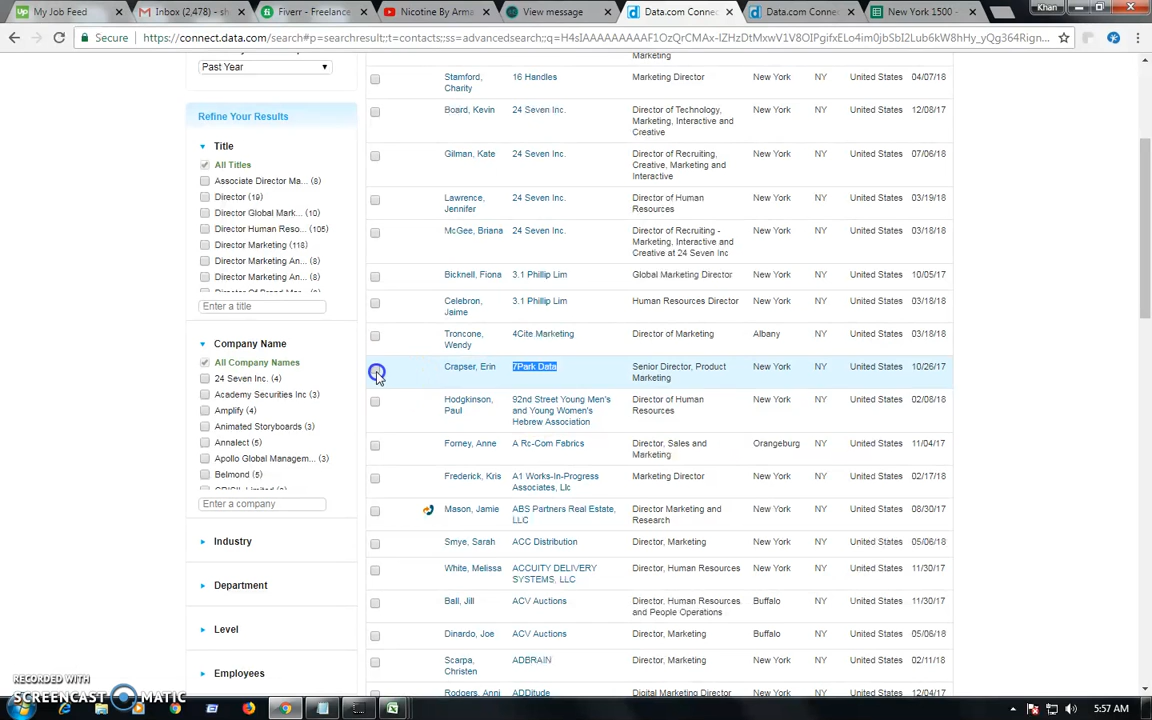 My Job Feed
Inbox (2,478) - sh
Fiverr - Freelance
Nicotine By Arma
View message
Data.com Connec
Data.com Connec
New York 1500 -
Khan
Secure
https://connect.data.com/search#p=searchresult;t=contacts;ss=advancedsearch;q=
Past Year
Marketing
Stamford, Charity 16 Handles Marketing Director New York NY United States 04/07/18
Board, Kevin 24 Seven Inc. Director of Technology, Marketing, Interactive and Creative New York NY United States 12/08/17
Refine Your Results
Title
All Titles
Associate Director Ma... (8)
Director (19)
Director Global Mark... (10)
Director Human Reso... (105)
Director Marketing (118)
Director Marketing An... (8)
Director Marketing An... (8)
Director Of Brand Mar...
Enter a title
Company Name
All Company Names
24 Seven Inc. (4)
Academy Securities Inc (3)
Amplify (4)
Animated Storyboards (3)
Annalect (5)
Apollo Global Managem... (3)
Belmond (5)
Enter a company
Industry
Department
Level
Employees
Gilman, Kate 24 Seven Inc. Director of Recruiting, Creative, Marketing and Interactive New York NY United States 07/06/18
Lawrence, Jennifer 24 Seven Inc. Director of Human Resources New York NY United States 03/19/18
McGee, Briana 24 Seven Inc. Director of Recruiting - Marketing, Interactive and Creative at 24 Seven Inc New York NY United States 03/18/18
Bicknell, Fiona 3.1 Phillip Lim Global Marketing Director New York NY United States 10/05/17
Celebron, Jaime 3.1 Phillip Lim Human Resources Director New York NY United States 03/18/18
Troncone, Wendy 4Cite Marketing Director of Marketing Albany NY United States 03/18/18
Crapser, Erin 7Park Data Senior Director, Product Marketing New York NY United States 10/26/17
Hodgkinson, Paul 92nd Street Young Men's and Young Women's Hebrew Association Director of Human Resources New York NY United States 02/08/18
Forney, Anne A Rc-Com Fabrics Director, Sales and Marketing Orangeburg NY United States 11/04/17
Frederick, Kris A1 Works-In-Progress Associates, Llc Marketing Director New York NY United States 02/17/18
Mason, Jamie ABS Partners Real Estate, LLC Director Marketing and Research New York NY United States 08/30/17
Smye, Sarah ACC Distribution Director, Marketing New York NY United States 05/06/18
White, Melissa ACCUITY DELIVERY SYSTEMS, LLC Director, Human Resources New York NY United States 11/30/17
Ball, Jill ACV Auctions Director, Human Resources and People Operations Buffalo NY United States 11/30/17
Dinardo, Joe ACV Auctions Director, Marketing Buffalo NY United States 05/06/18
Scarpa, Christen ADBRAIN Director, Marketing New York NY United States 02/11/18
Rodgers, Anni ADDitude Digital Marketing Director New York NY United States 12/04/17
RECORDED WITH
SCREENCAST MATIC
5:57 AM